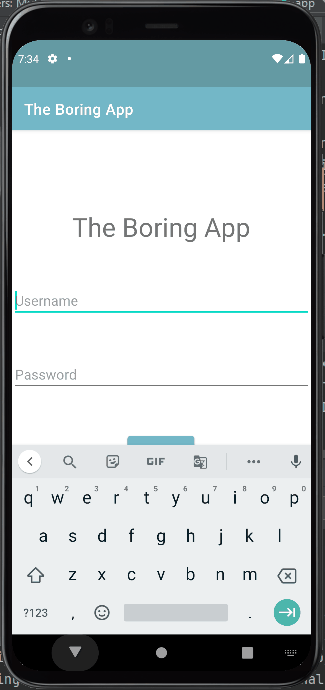 7:34
The Boring App
The Boring App
Username
Password
GIF
1 2 3 4 5 6 7 8 9 0
q w e r t y u i o p
a s d f g h j k l
z x c v b n m
?123 , .